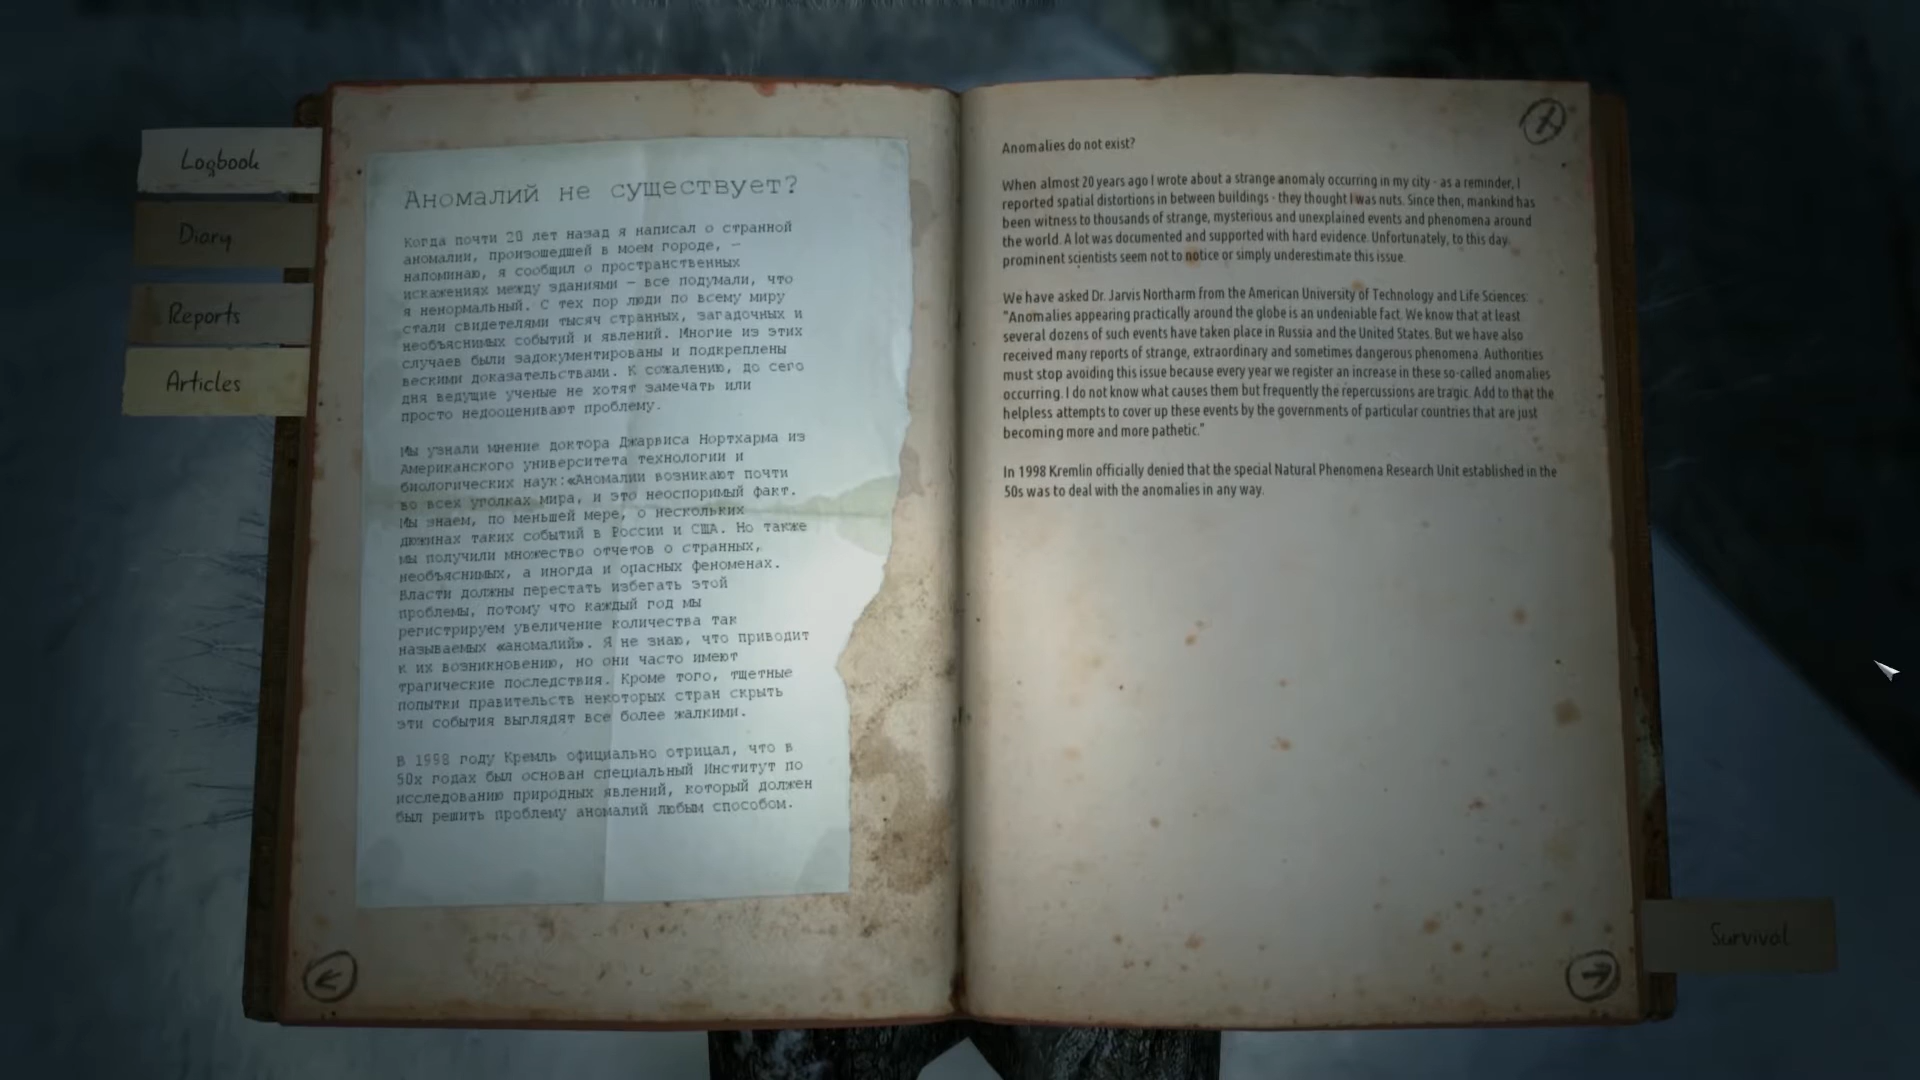 Logbook
Diary
Reports
Articles
Аномалий не существует?
Когда почти 20 лет назад я написал о странной
аномалии, произошедшей в моем городе, —
напоминаю, я сообщил о пространственных
искажениях между зданиями — все подумали, что
я ненормальный. С тех пор люди по всему миру
стали свидетелями тысяч странных, загадочных и
необъяснимых событий и явлений. Многие из этих
случаев были задокументированы и подкреплены
вескими доказательствами. К сожалению, до сего
дня ведущие ученые не хотят замечать или
просто недооценивают проблему.
Мы узнали мнение доктора Джарвиса Нортхарма из
Американского университета технологии и
биологических наук:«Аномалии возникают почти
во всех уголках мира, и это неоспоримый факт.
Мы знаем, по меньшей мере, о нескольких
дюжинах таких событий в России и США. Но также
мы получили множество отчетов о странных,
необъяснимых, а иногда и опасных феноменах.
Власти должны перестать избегать этой
проблемы, потому что каждый год мы
регистрируем увеличение количества так
называемых «аномалий». Я не знаю, что приводит
к их возникновению, но они часто имеют
трагические последствия. Кроме того, тщетные
попытки правительств некоторых стран скрыть
эти события выглядят все более жалкими.
В 1998 году Кремль официально отрицал, что в
50х годах был основан специальный Институт по
исследованию природных явлений, который должен
был решить проблему аномалий любым способом.
Anomalies do not exist?
When almost 20 years ago I wrote about a strange anomaly occurring in my city - as a reminder, I
reported spatial distortions in between buildings - they thought I was nuts. Since then, mankind has
been witness to thousands of strange, mysterious and unexplained events and phenomena around
the world. A lot was documented and supported with hard evidence. Unfortunately, to this day,
prominent scientists seem not to notice or simply underestimate this issue.
We have asked Dr. Jarvis Northarm from the American University of Technology and Life Sciences:
"Anomalies appearing practically around the globe is an undeniable fact. We know that at least
several dozens of such events have taken place in Russia and the United States. But we have also
received many reports of strange, extraordinary and sometimes dangerous phenomena. Authorities
must stop avoiding this issue because every year we register an increase in these so-called anomalies
occurring. I do not know what causes them but frequently the repercussions are tragic. Add to that the
helpless attempts to cover up these events by the governments of particular countries that are just
becoming more and more pathetic."
In 1998 Kremlin officially denied that the special Natural Phenomena Research Unit established in the
50s was to deal with the anomalies in any way.
Survival